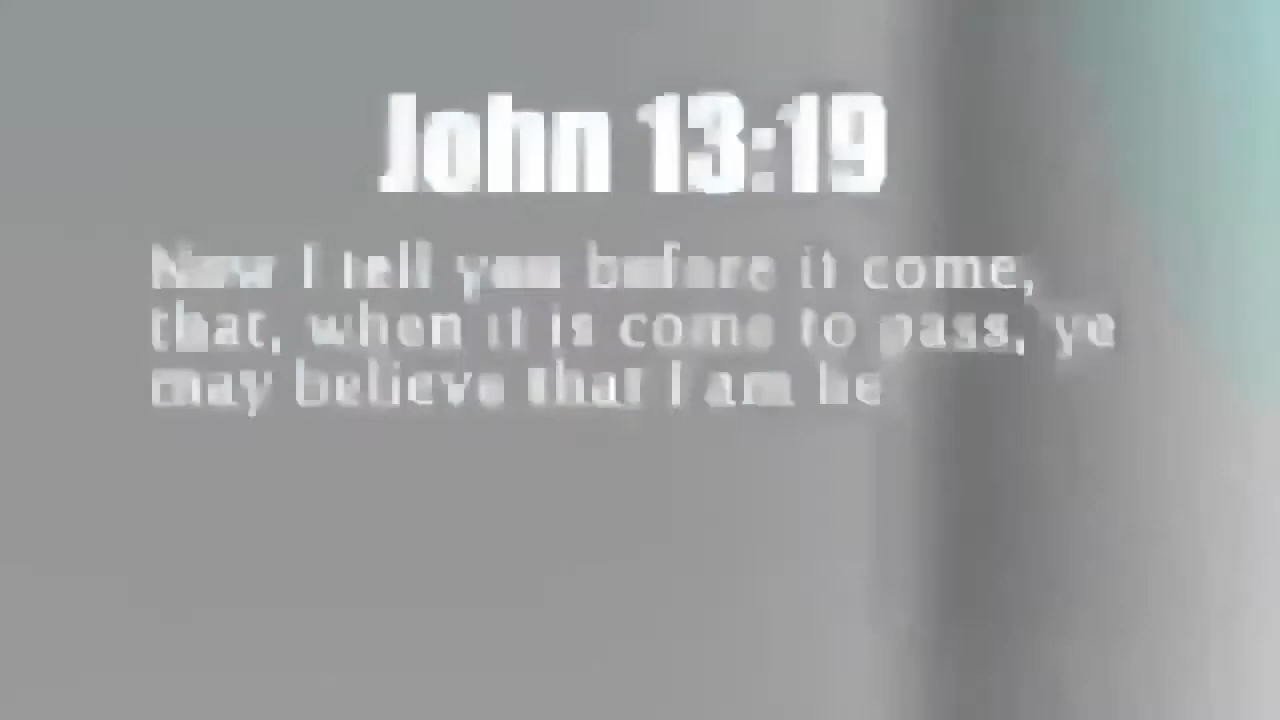 John 13:19
Now I tell you before it come,
that, when it is come to pass, ye
may believe that I am he